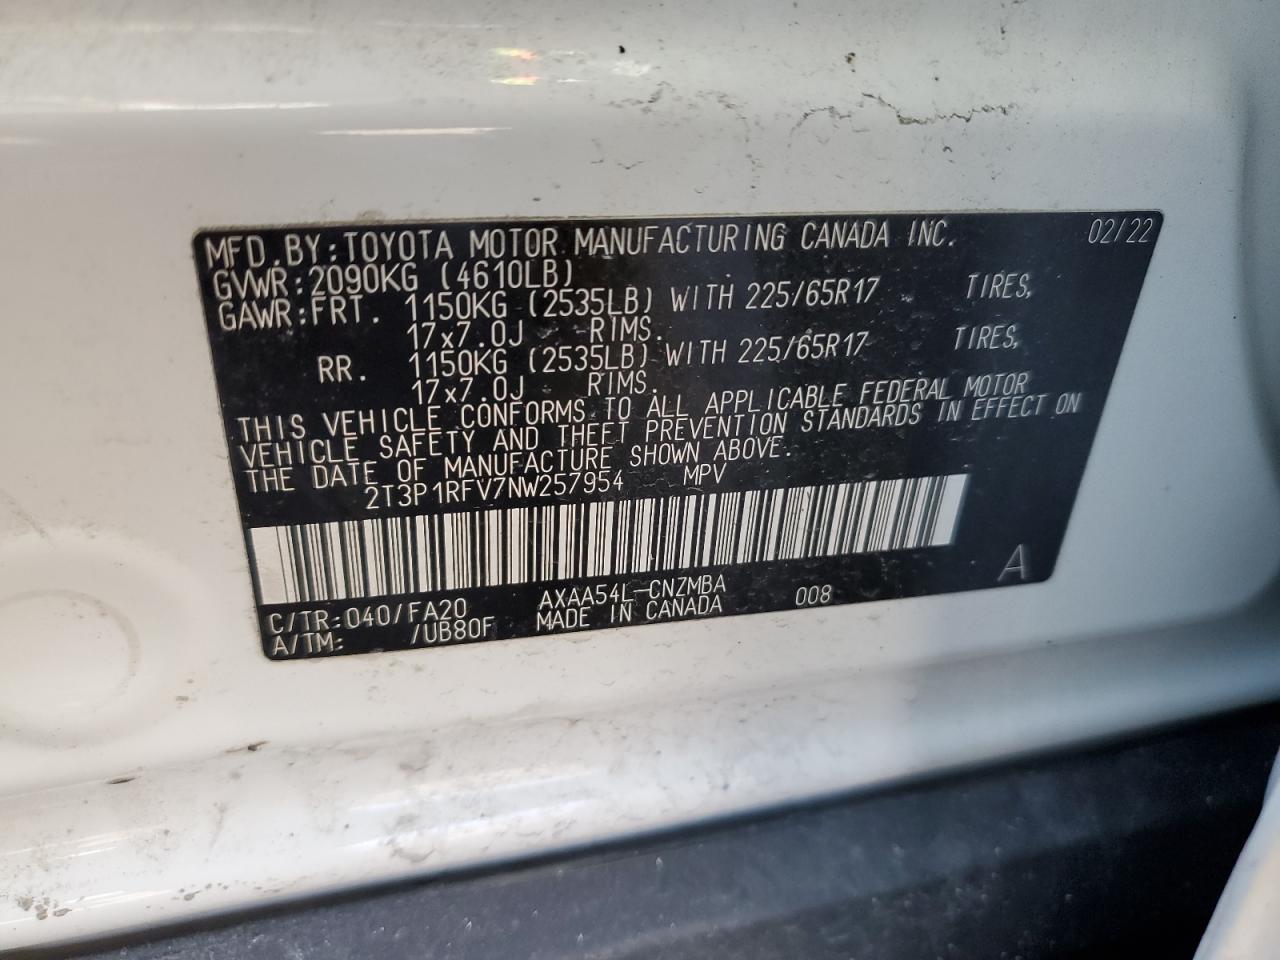 MFD.BY:TOYOTA MOTOR MANUFACTURING CANADA INC. 02/22
GVWR:2090KG (4610LB)
GAWR:FRT. 1150KG (2535LB) WITH 225/65R17 TIRES,
17x7.0J RIMS.
RR. 1150KG (2535LB) WITH 225/65R17 TIRES,
17x7.0J RIMS.
THIS VEHICLE CONFORMS TO ALL APPLICABLE FEDERAL MOTOR
VEHICLE SAFETY AND THEFT PREVENTION STANDARDS IN EFFECT ON
THE DATE OF MANUFACTURE SHOWN ABOVE.
2T3P1RFV7NW257954 MPV
A
C/TR:040/FA20 AXAA54L-CNZMBA 008
A/TM: /UB80F MADE IN CANADA